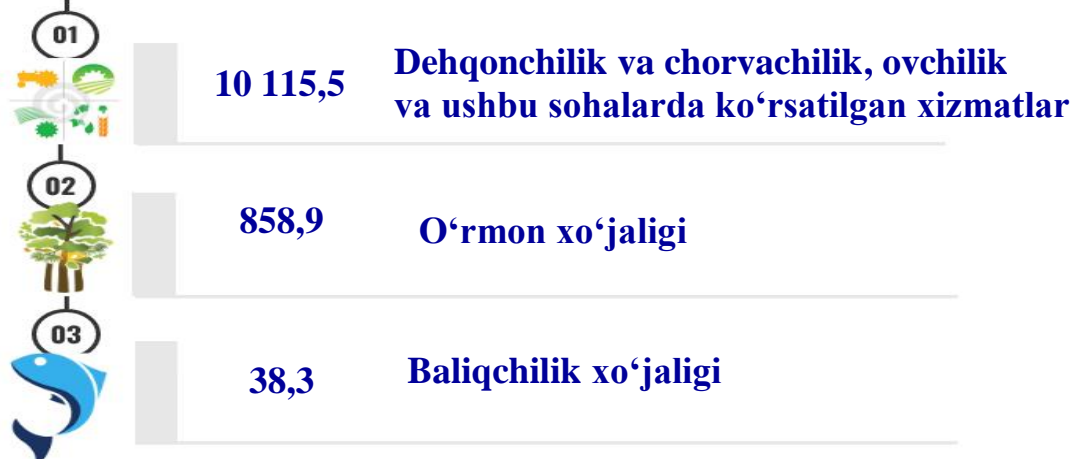 01
10 115,5
Dehqonchilik va chorvachilik, ovchilik
va ushbu sohalarda ko‘rsatilgan xizmatlar
02
858,9
O‘rmon xo‘jaligi
03
38,3
Baliqchilik xo‘jaligi